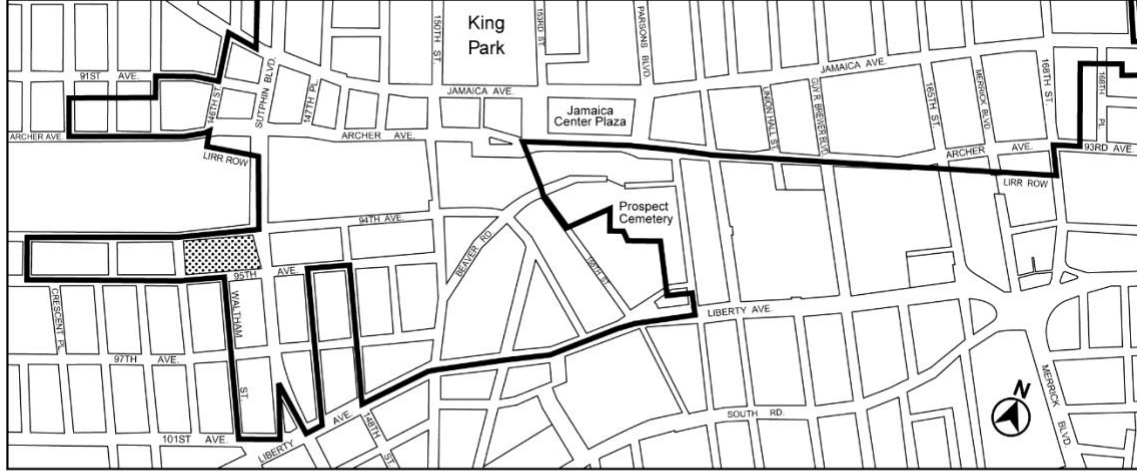 150TH ST.
King
Park
153RD ST.
PARSONS BLVD.
91ST AVE.
146TH ST.
SUTPHIN BLVD.
147TH PL.
JAMAICA AVE.
JAMAICA AVE.
Jamaica
Center Plaza
UNION HALL ST.
GUY R. BREWER BLVD.
165TH ST.
MERRICK BLVD.
168TH ST.
168TH PL.
ARCHER AVE.
ARCHER AVE.
ARCHER AVE.
93RD AVE
LIRR ROW
LIRR ROW
94TH AVE.
BEAVER RD
Prospect
Cemetery
95TH AVE.
CRESCENT PL.
WALTHAM ST.
LIBERTY AVE.
97TH AVE.
148TH ST.
SOUTH RD.
MERRICK BLVD.
101ST AVE.
LIBERTY AVE.
N